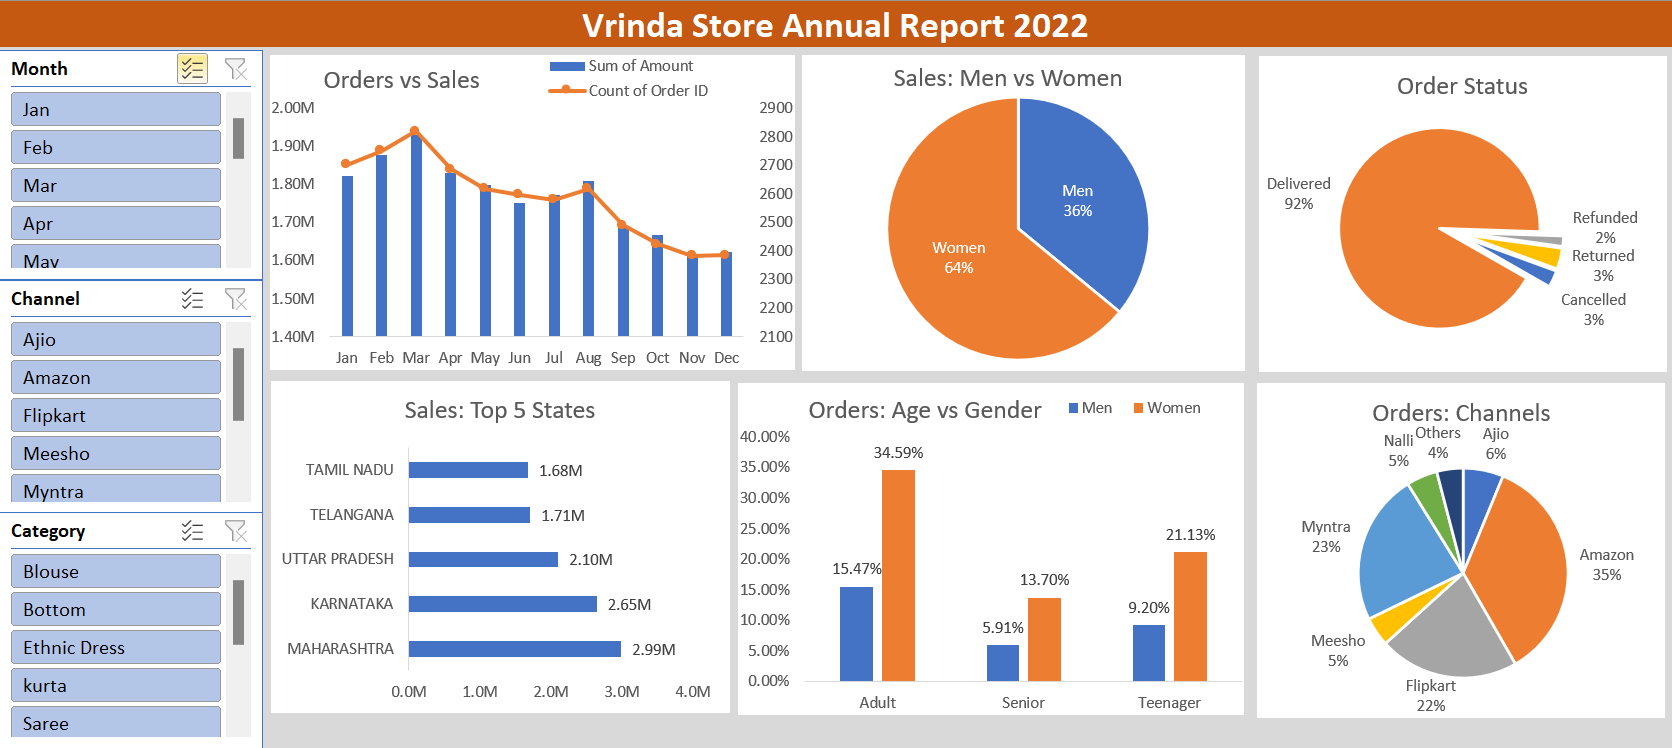 Vrinda Store Annual Report 2022
Month
Jan
Feb
Mar
Apr
May
Channel
Ajio
Amazon
Flipkart
Meesho
Myntra
Category
Blouse
Bottom
Ethnic Dress
kurta
Saree
Orders vs Sales
Sum of Amount
Count of Order ID
2.00M
1.90M
1.80M
1.70M
1.60M
1.50M
1.40M
2900
2800
2700
2600
2500
2400
2300
2200
2100
Jan Feb Mar Apr May Jun Jul Aug Sep Oct Nov Dec
Sales: Men vs Women
Men
36%
Women
64%
Order Status
Delivered
92%
Refunded
2%
Returned
3%
Cancelled
3%
Sales: Top 5 States
TAMIL NADU 1.68M
TELANGANA 1.71M
UTTAR PRADESH 2.10M
KARNATAKA 2.65M
MAHARASHTRA 2.99M
0.0M 1.0M 2.0M 3.0M 4.0M
Orders: Age vs Gender
Men Women
40.00%
35.00%
30.00%
25.00%
20.00%
15.00%
10.00%
5.00%
0.00%
15.47% 34.59%
5.91% 13.70%
9.20% 21.13%
Adult Senior Teenager
Orders: Channels
Nalli
5%
Others
4%
Ajio
6%
Myntra
23%
Amazon
35%
Meesho
5%
Flipkart
22%